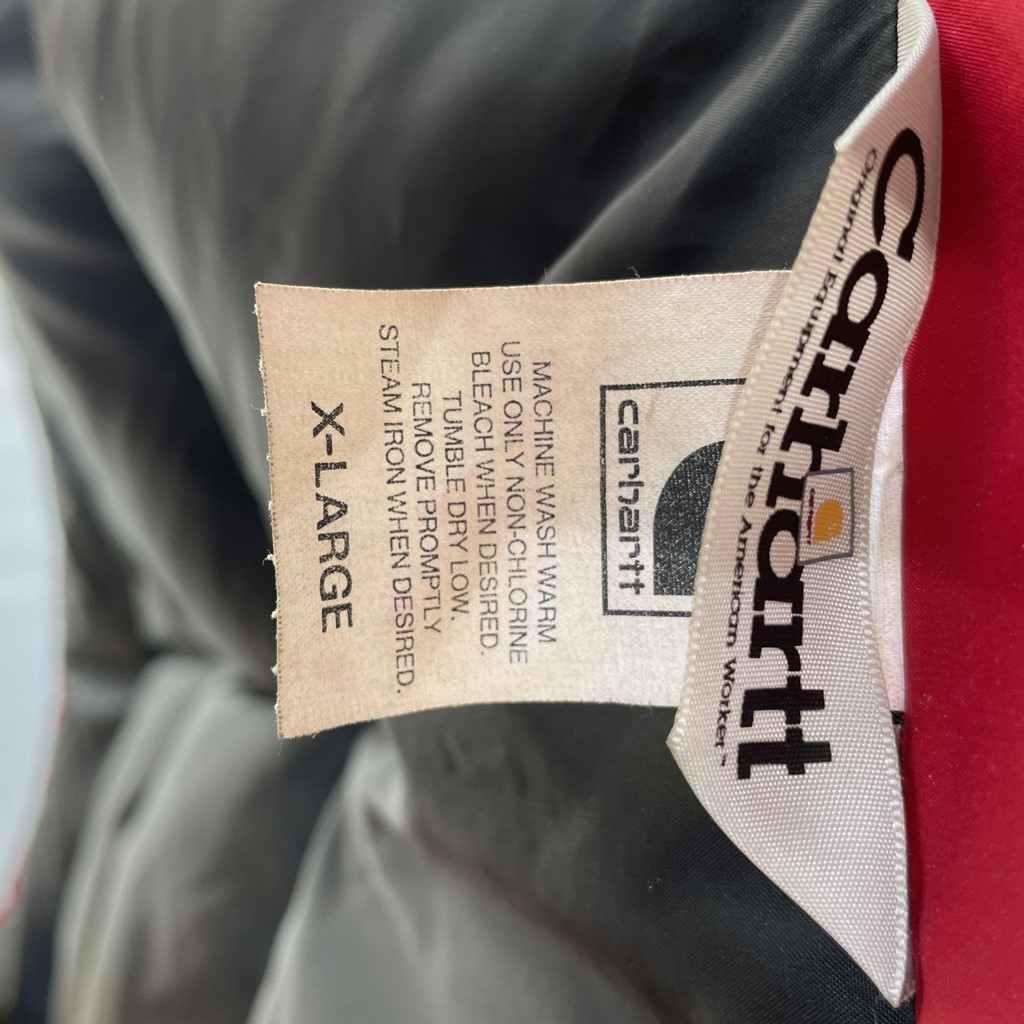 Carhartt
Original Equipment for the American Worker™
carhartt
MACHINE WASH WARM
USE ONLY NON-CHLORINE
BLEACH WHEN DESIRED.
TUMBLE DRY LOW.
REMOVE PROMPTLY
STEAM IRON WHEN DESIRED.
X-LARGE